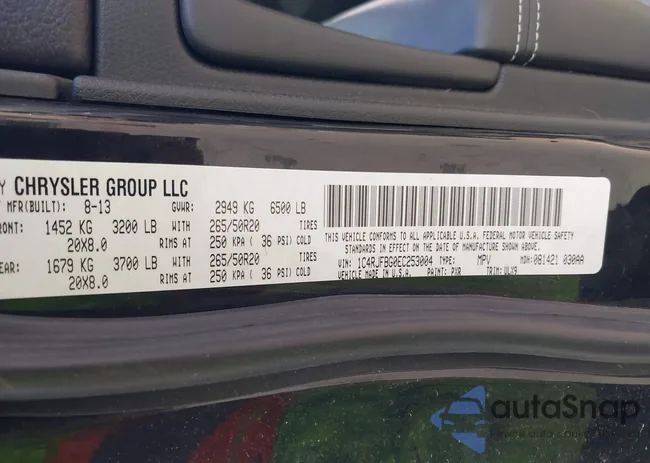 Y CHRYSLER GROUP LLC
MFR(BUILT): 8-13 GVWR: 2949 KG 6500 LB
RONT: 1452 KG 3200 LB WITH 265/50R20 TIRES
20X8.0 RIMS AT 250 KPA ( 36 PSI) COLD
EAR: 1679 KG 3700 LB WITH 265/50R20 TIRES
20X8.0 RIMS AT 250 KPA ( 36 PSI) COLD
THIS VEHICLE CONFORMS TO ALL APPLICABLE U.S.A. FEDERAL MOTOR VEHICLE SAFETY
STANDARDS IN EFFECT ON THE DATE OF MANUFACTURE SHOWN ABOVE.
VIN: 1C4RJFBG0EC253004 TYPE: MPV MDH: 081421 030AA
PAINT: PXR TRIM: VLX9
autoSnap